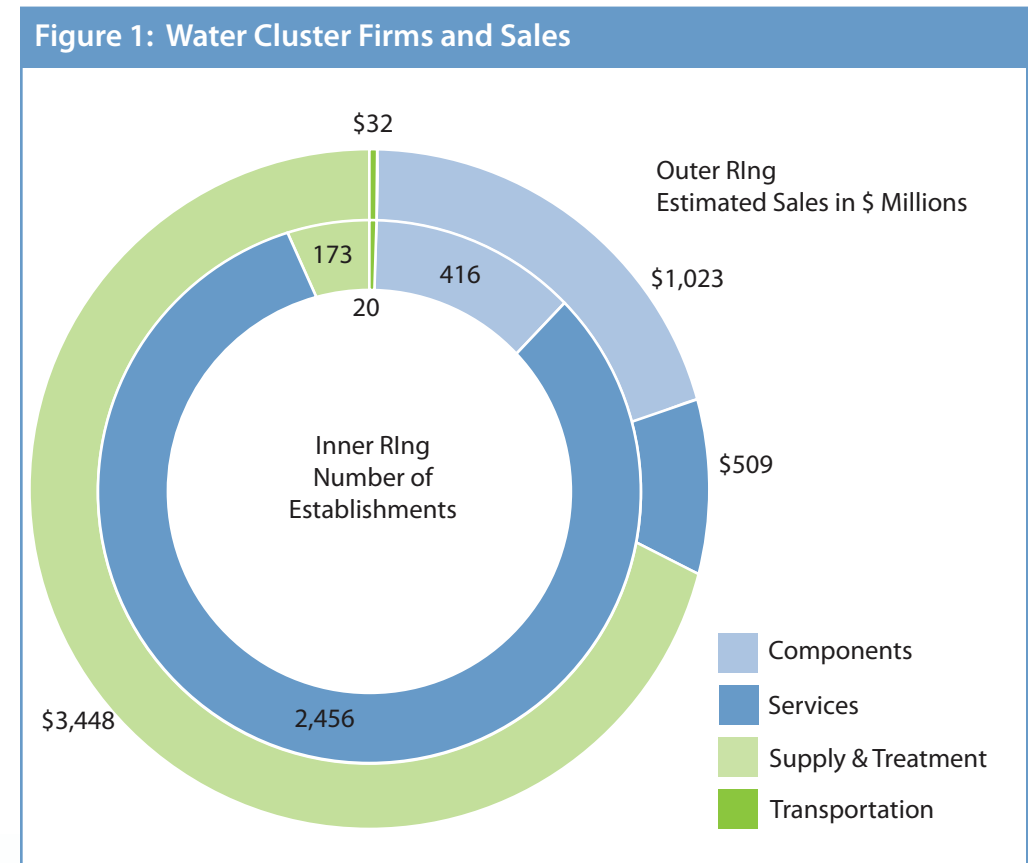 Figure 1: Water Cluster Firms and Sales
$32
Outer RIng
Estimated Sales in $ Millions
173
416
$1,023
20
Inner RIng
Number of
Establishments
$509
Components
Services
$3,448
2,456
Supply & Treatment
Transportation